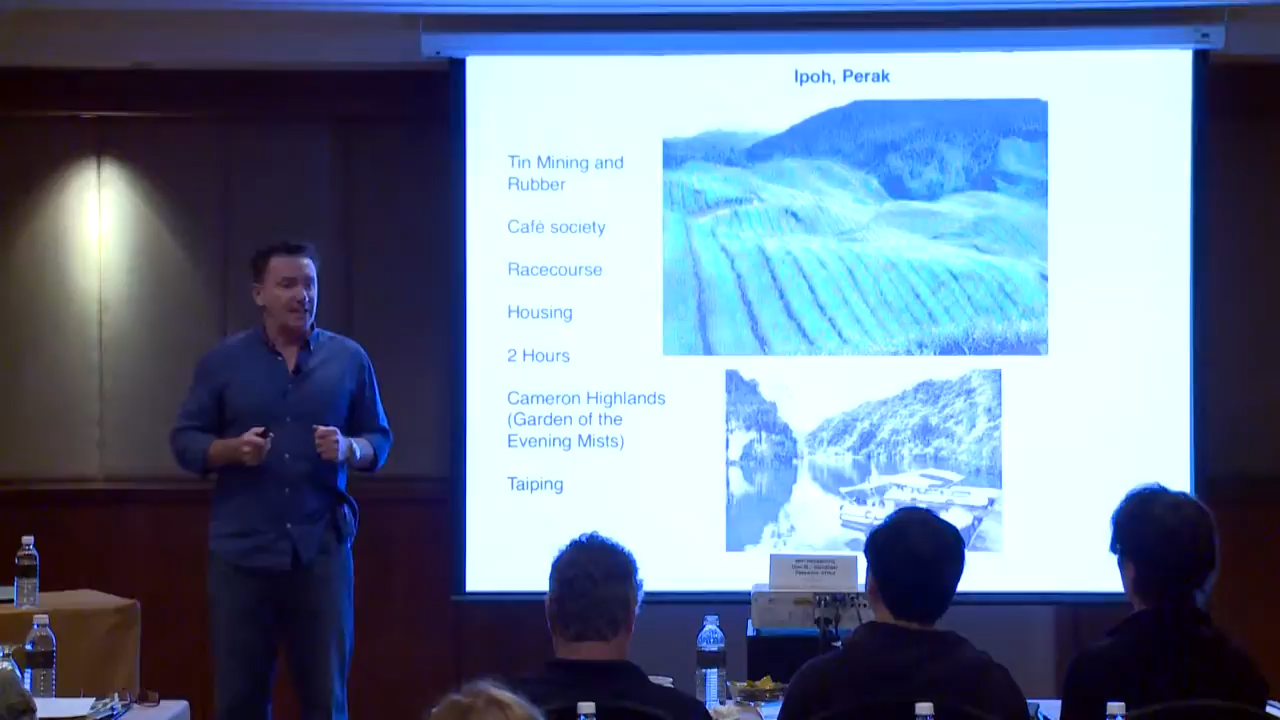 Ipoh, Perak
Tin Mining and
Rubber
Café society
Racecourse
Housing
2 Hours
Cameron Highlands
(Garden of the
Evening Mists)
Taiping